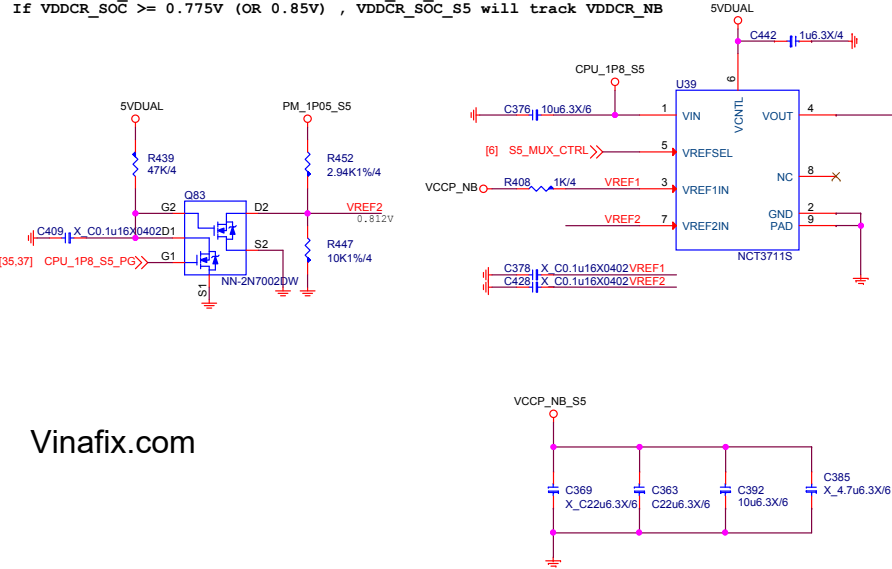 If VDDCR_SOC >= 0.775V (OR 0.85V) , VDDCR_SOC_S5 will track VDDCR_NB
5VDUAL
C442 1u6.3X/4
CPU_1P8_S5
U39
C376 10u6.3X/6
1 VIN
6 VCNTL
VOUT 4
[6] S5_MUX_CTRL
5 VREFSEL
NC 8
VCCP_NB
R408 1K/4
VREF1
3 VREF1IN
VREF2
7 VREF2IN
GND 2
PAD 9
NCT3711S
C378 X_C0.1u16X0402 VREF1
C428 X_C0.1u16X0402 VREF2
5VDUAL
PM_1P05_S5
R439
47K/4
R452
2.94K1%/4
Q83
G2
D2
VREF2
0.812V
C409 X_C0.1u16X0402
D1
S2
R447
10K1%/4
[35,37] CPU_1P8_S5_PG
G1
S1
NN-2N7002DW
VCCP_NB_S5
C369
X_C22u6.3X/6
C363
C22u6.3X/6
C392
10u6.3X/6
C385
X_4.7u6.3X/6
Vinafix.com